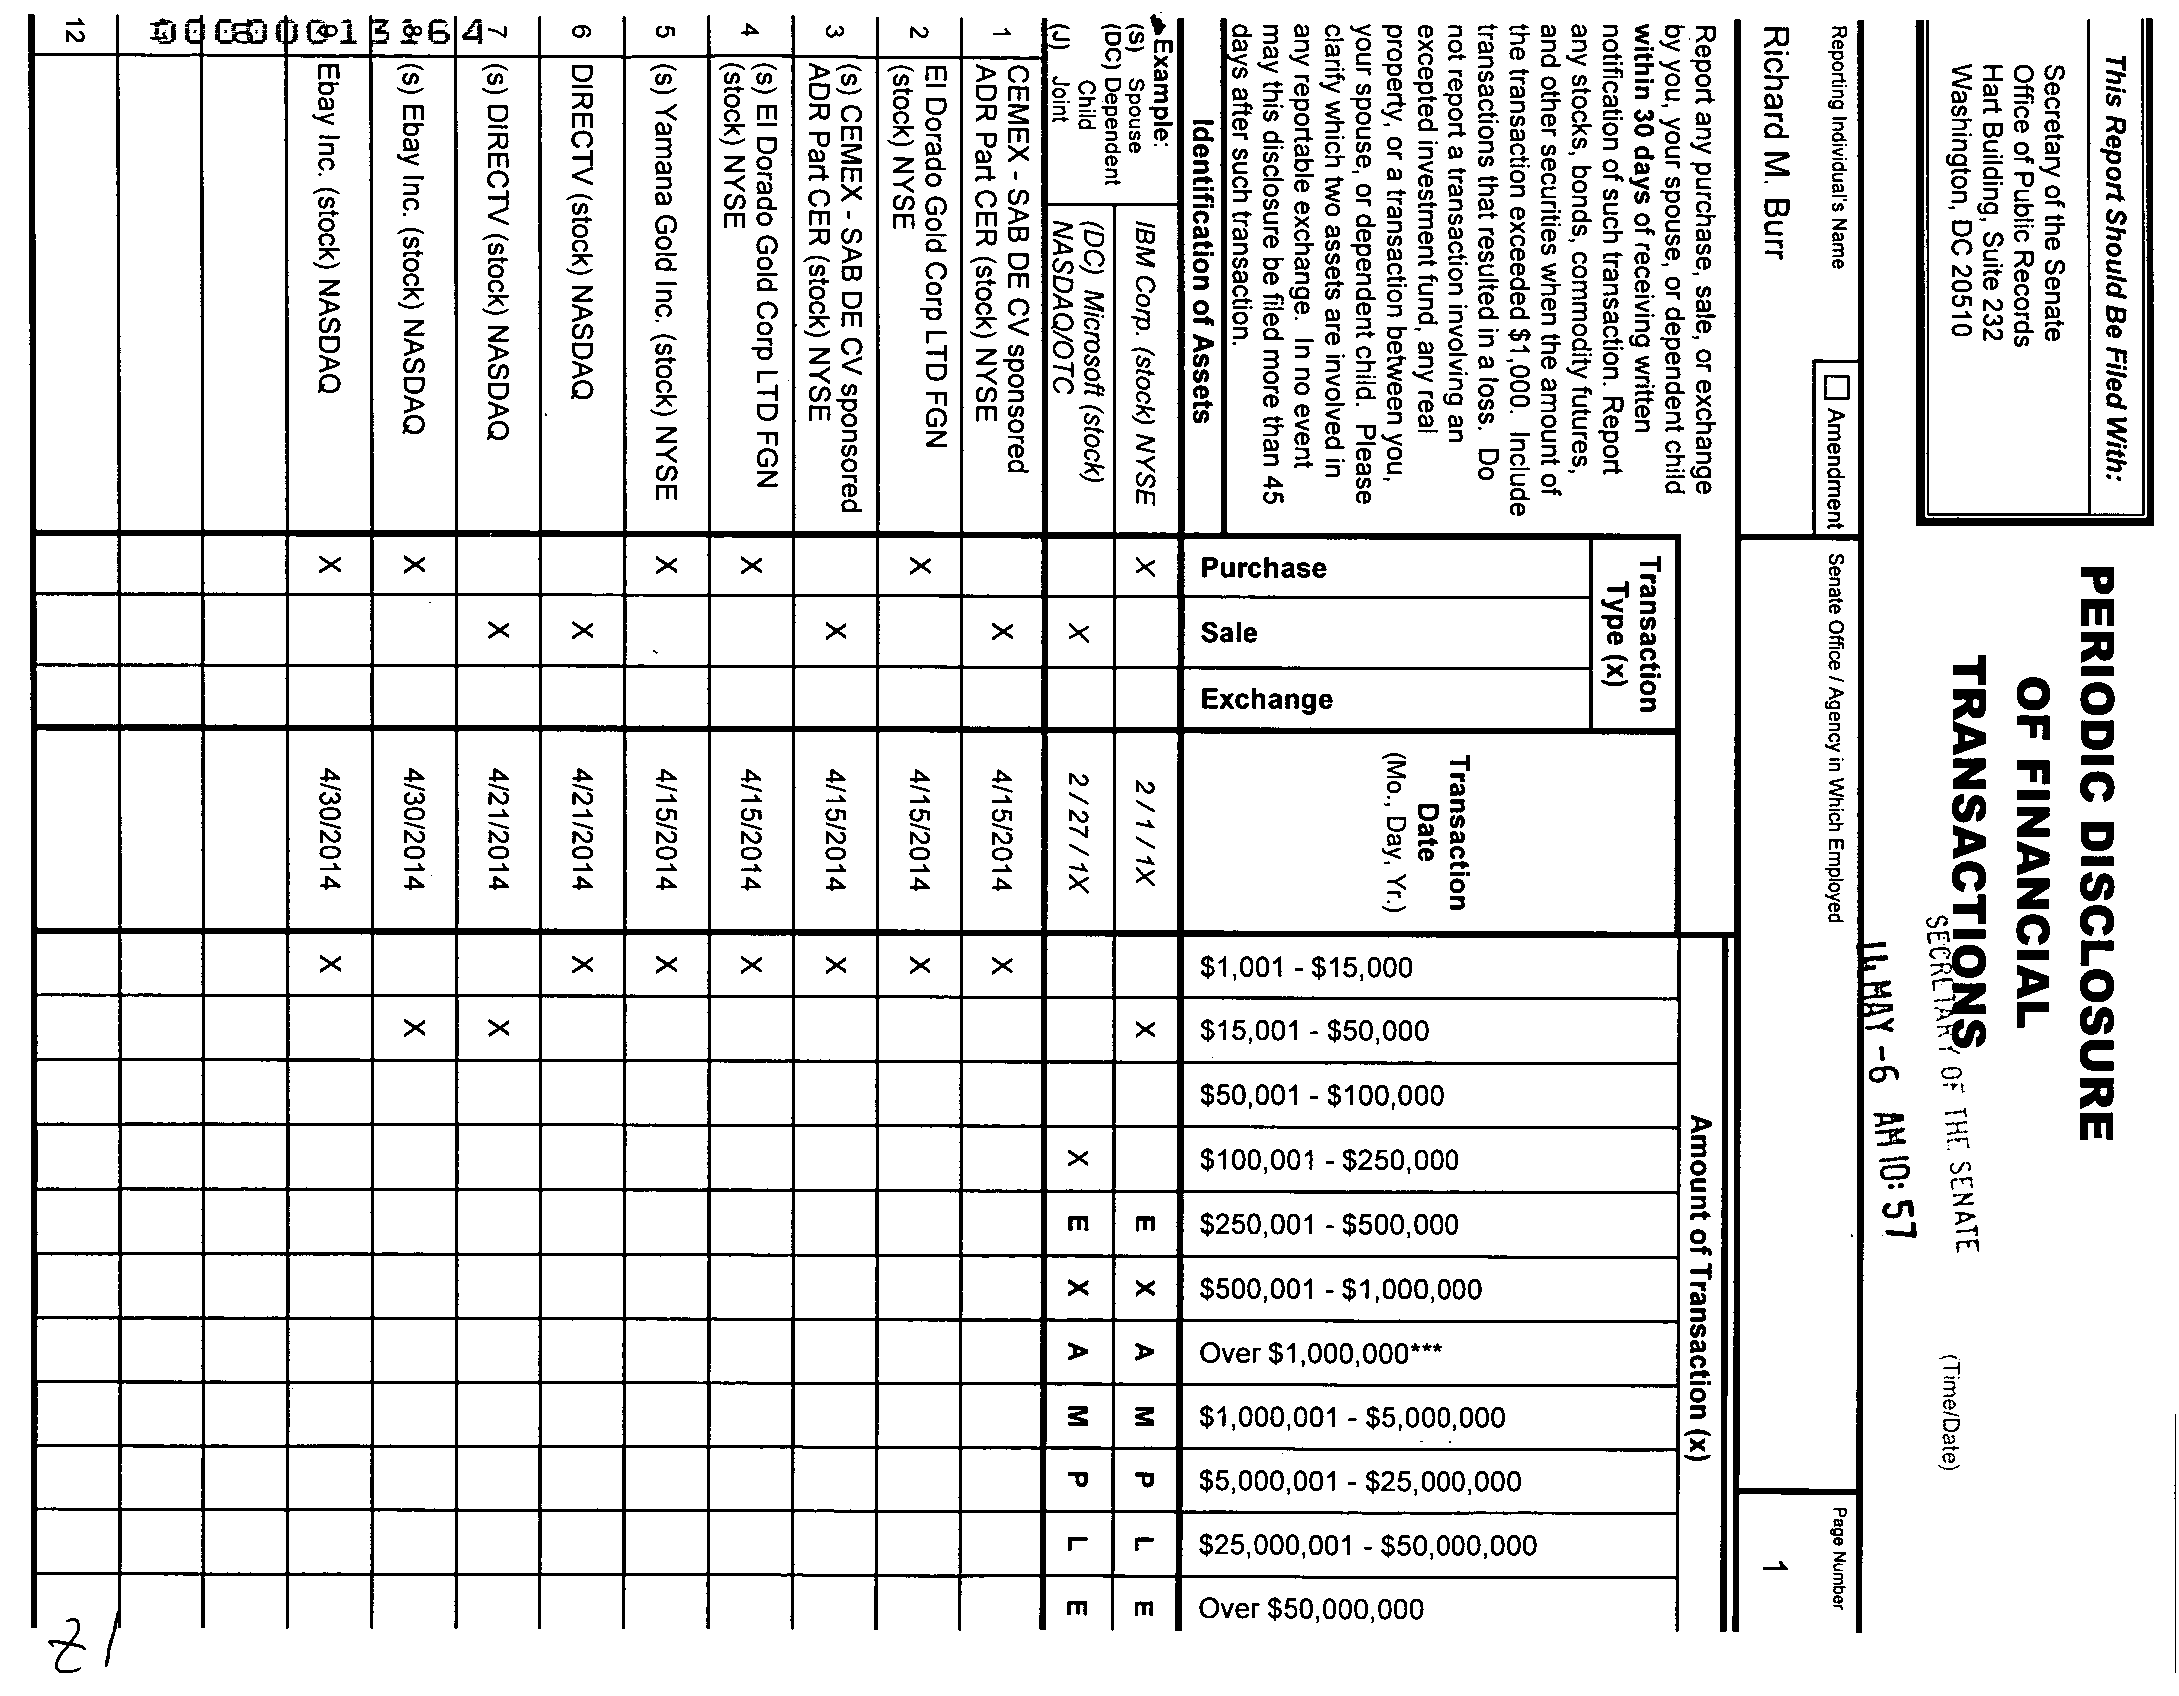 This Report Should Be Filed With:
Secretary of the Senate
Office of Public Records
Hart Building, Suite 232
Washington, DC 20510
PERIODIC DISCLOSURE
OF FINANCIAL
TRANSACTIONS
SECRETARY OF THE SENATE
14 MAY -6 AM 10:57
(Time/Date)
Reporting Individual's Name
Amendment
Senate Office / Agency in Which Employed
Page Number
Richard M. Burr
1
Report any purchase, sale, or exchange
by you, your spouse, or dependent child
within 30 days of receiving written
notification of such transaction. Report
any stocks, bonds, commodity futures,
and other securities when the amount of
the transaction exceeded $1,000. Include
transactions that resulted in a loss. Do
not report a transaction involving an
excepted investment fund, any real
property, or a transaction between you,
your spouse, or dependent child. Please
clarify which two assets are involved in
any reportable exchange. In no event
may this disclosure be filed more than 45
days after such transaction.
Identification of Assets
Transaction
Type (x)
Purchase
Sale
Exchange
Transaction
Date
(Mo., Day, Yr.)
Amount of Transaction (x)
$1,001 - $15,000
$15,001 - $50,000
$50,001 - $100,000
$100,001 - $250,000
$250,001 - $500,000
$500,001 - $1,000,000
Over $1,000,000***
$1,000,001 - $5,000,000
$5,000,001 - $25,000,000
$25,000,001 - $50,000,000
Over $50,000,000
Example:
(S) Spouse
(DC) Dependent
Child
(J) Joint
IBM Corp. (stock) NYSE X 2 / 1 / 1X X E X A M P L E
(DC) Microsoft (stock)
NASDAQ/OTC X 2 / 27 / 1X X E X A M P L E
1 CEMEX - SAB DE CV sponsored
ADR Part CER (stock) NYSE X 4/15/2014 X
2 El Dorado Gold Corp LTD FGN
(stock) NYSE X 4/15/2014 X
3 (s) CEMEX - SAB DE CV sponsored
ADR Part CER (stock) NYSE X 4/15/2014 X
4 (s) El Dorado Gold Corp LTD FGN
(stock) NYSE X 4/15/2014 X
5 (s) Yamana Gold Inc. (stock) NYSE X 4/15/2014 X
6 DIRECTV (stock) NASDAQ X 4/21/2014 X
7 (s) DIRECTV (stock) NASDAQ X 4/21/2014 X
8 (s) Ebay Inc. (stock) NASDAQ X 4/30/2014 X
9 Ebay Inc. (stock) NASDAQ X 4/30/2014 X
12